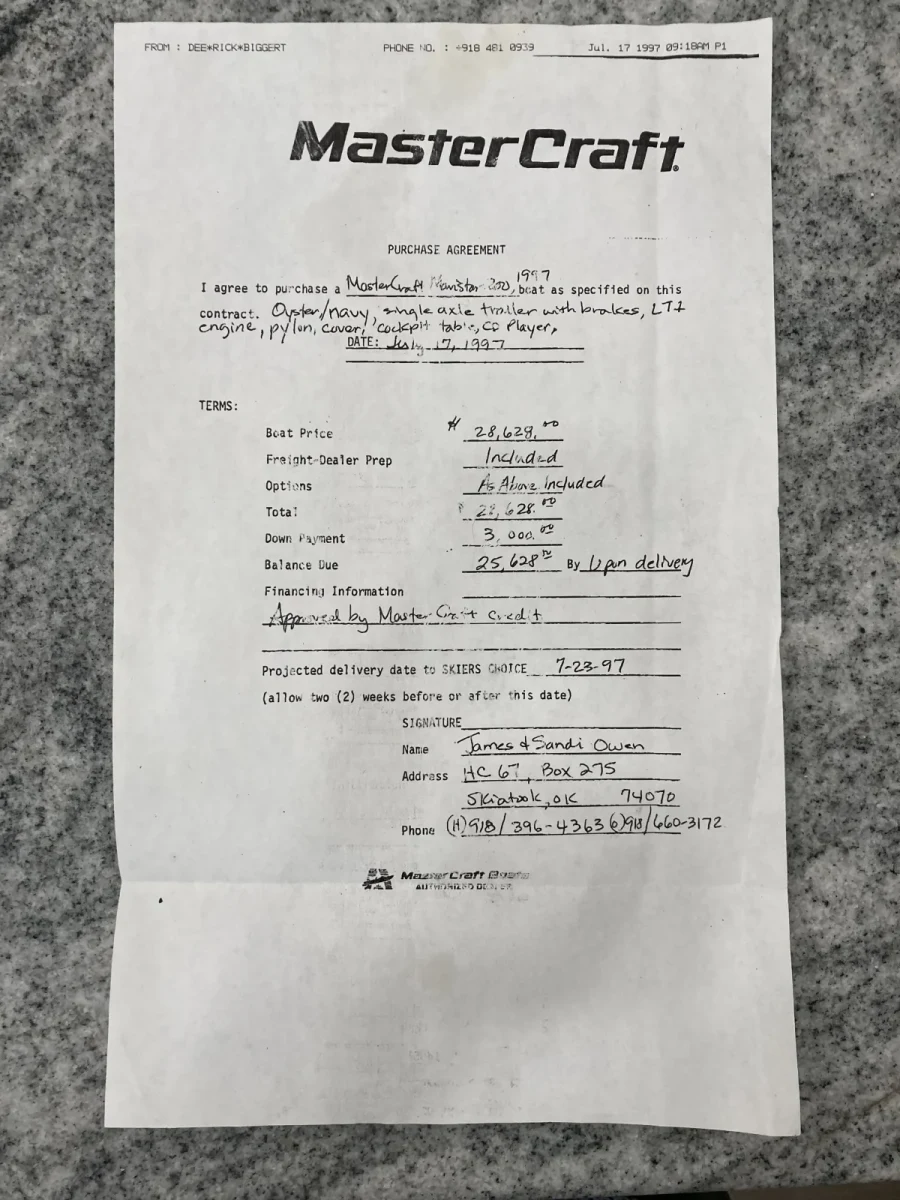 FROM : DEE*RICK*BIGGERT PHONE NO. : +918 481 0939 Jul. 17 1997 09:18AM P1
MasterCraft®
PURCHASE AGREEMENT
1997
I agree to purchase a MasterCraft Maristar 200, boat as specified on this
contract. Oyster/navy, single axle trailer with brakes, LT1
engine, pylon, cover, cockpit table, CD Player,
DATE: July 17, 1997
TERMS:
Boat Price $ 28,628.00
Freight-Dealer Prep Included
Options As Above Included
Total $ 28,628.00
Down Payment 3,000.00
Balance Due 25,628.00 By Upon delivery
Financing Information
Approved by MasterCraft Credit
Projected delivery date to SKIERS CHOICE 7-23-97
(allow two (2) weeks before or after this date)
SIGNATURE
Name James & Sandi Owen
Address HC 67, Box 275
Skiatook, OK 74070
Phone (H) 918/396-4363 918/660-3172
MasterCraft Boats
AUTHORIZED DEALER